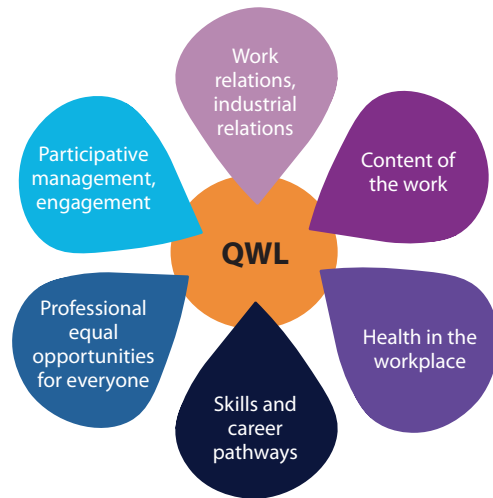 Work
relations,
industrial
relations
Participative
management,
engagement
Content of
the work
QWL
Professional
equal
opportunities
for everyone
Health in the
workplace
Skills and
career
pathways